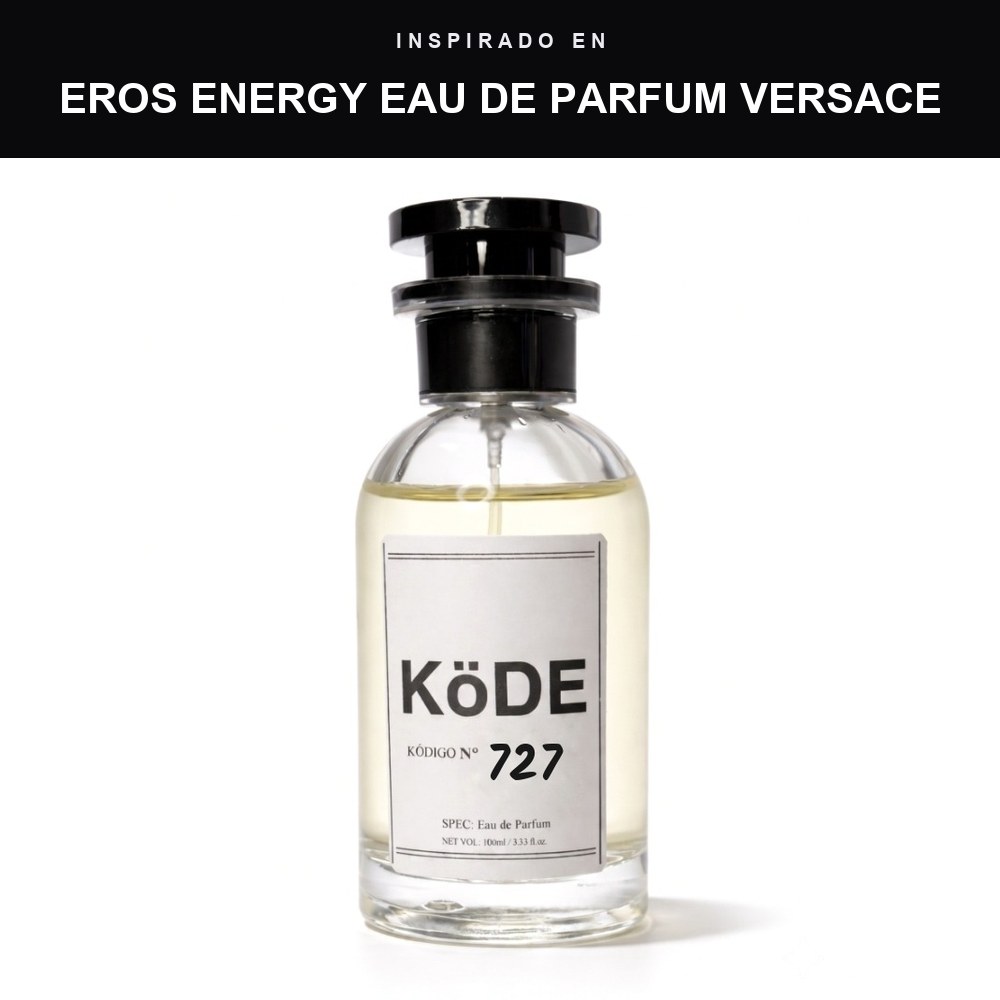 INSPIRADO EN
EROS ENERGY EAU DE PARFUM VERSACE
KöDE
KÓDIGO Nº 727
SPEC: Eau de Parfum
NET VOL: 100ml / 3.33 fl oz.